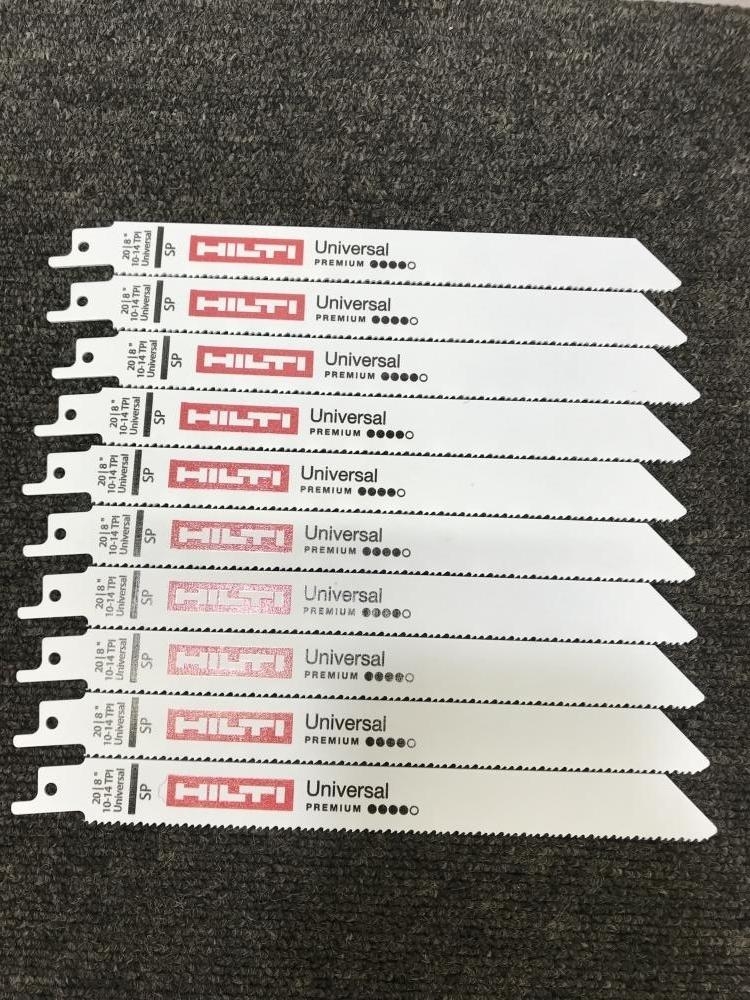 20 | 8 "
10-14 TPI
Universal
SP
HILTI
Universal
PREMIUM
20 | 8 "
10-14 TPI
Universal
SP
HILTI
Universal
PREMIUM
20 | 8 "
10-14 TPI
Universal
SP
HILTI
Universal
PREMIUM
20 | 8 "
10-14 TPI
Universal
SP
HILTI
Universal
PREMIUM
20 | 8 "
10-14 TPI
Universal
SP
HILTI
Universal
PREMIUM
20 | 8 "
10-14 TPI
Universal
SP
HILTI
Universal
PREMIUM
20 | 8 "
10-14 TPI
Universal
SP
HILTI
Universal
PREMIUM
20 | 8 "
10-14 TPI
Universal
SP
HILTI
Universal
PREMIUM
20 | 8 "
10-14 TPI
Universal
SP
HILTI
Universal
PREMIUM
20 | 8 "
10-14 TPI
Universal
SP
HILTI
Universal
PREMIUM